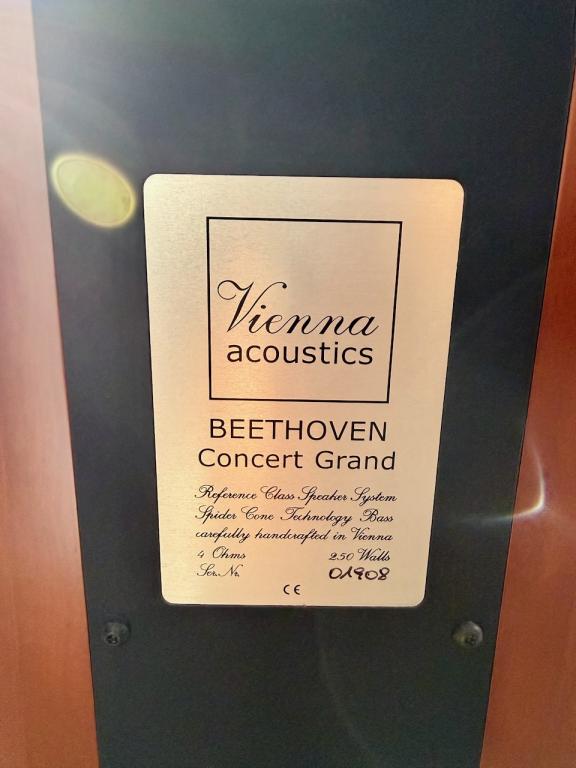 Vienna
acoustics
BEETHOVEN
Concert Grand
Reference Class Speaker System
Spider Cone Technology Bass
carefully handcrafted in Vienna
4 Ohms 250 Watts
Ser.Nr. 01908
CE